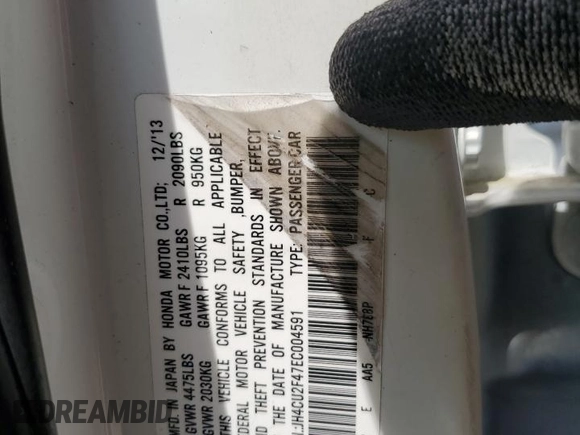 MFD IN JAPAN BY HONDA MOTOR CO.,LTD; 12/'13
GVWR 4475LBS GAWR F 2410LBS R 2090LBS
GVWR 2030KG GAWR F 1095KG R 950KG
THIS VEHICLE CONFORMS TO ALL APPLICABLE
FEDERAL MOTOR VEHICLE SAFETY ,BUMPER,
AND THEFT PREVENTION STANDARDS IN EFFECT
ON THE DATE OF MANUFACTURE SHOWN ABOVE.
JH4CU2F47EC004591 TYPE: PASSENGER CAR
E AA5 NH788P F C
DREAMBID